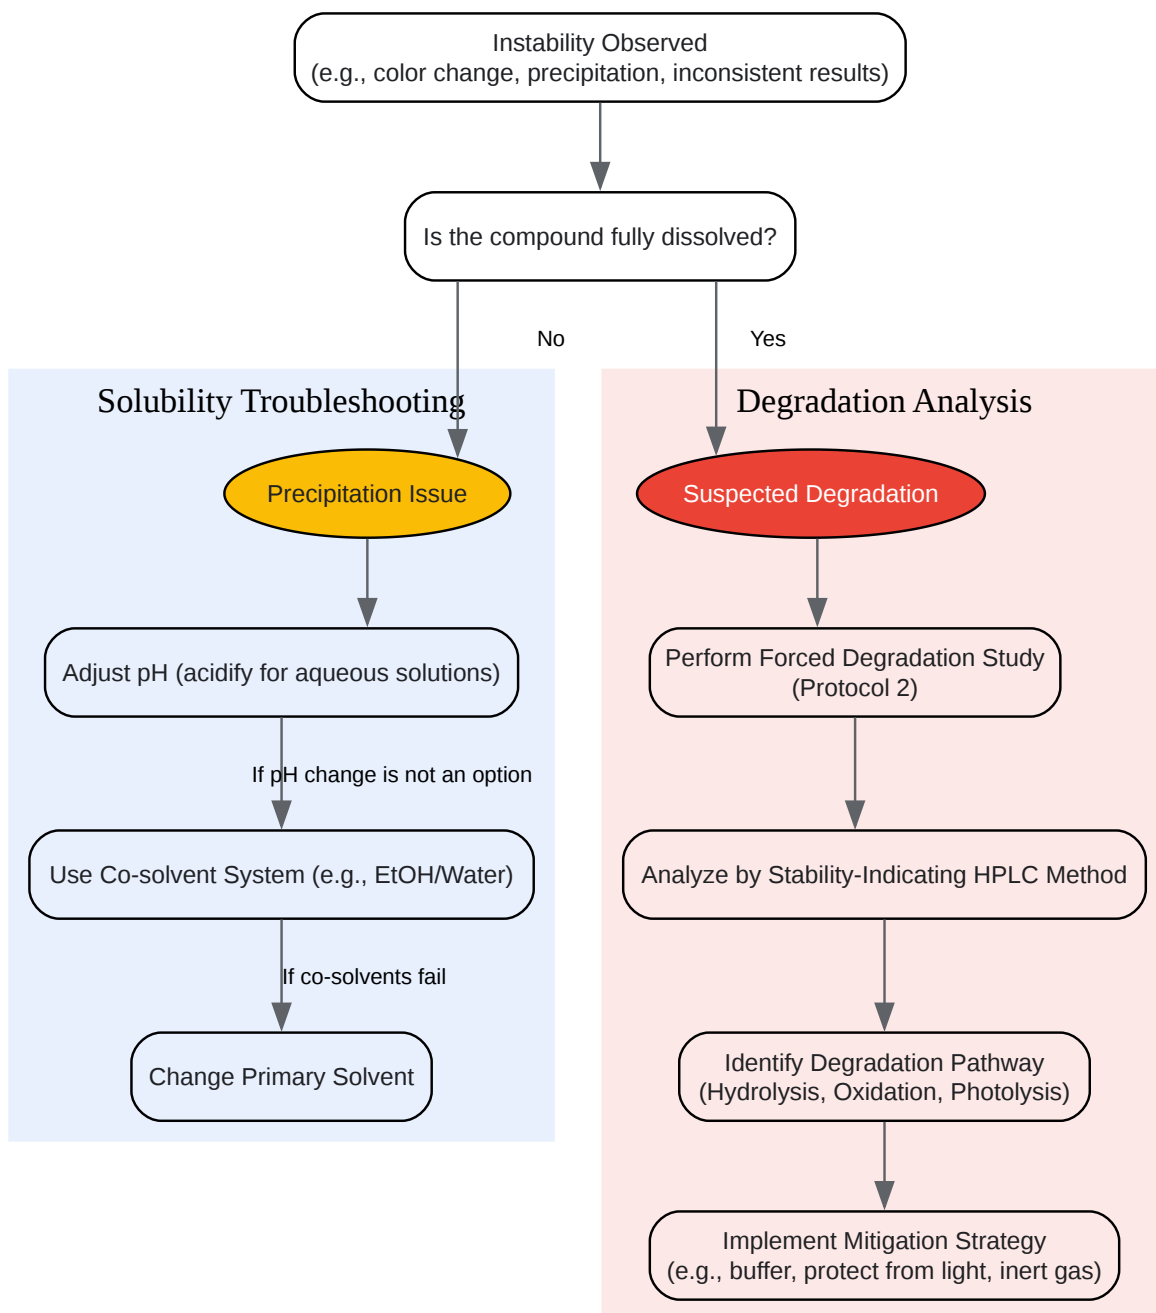 Instability Observed
(e.g., color change, precipitation, inconsistent results)
Is the compound fully dissolved?
No
Yes
Solubility Troubleshooting
Precipitation Issue
Adjust pH (acidify for aqueous solutions)
If pH change is not an option
Use Co-solvent System (e.g., EtOH/Water)
If co-solvents fail
Change Primary Solvent
Degradation Analysis
Suspected Degradation
Perform Forced Degradation Study
(Protocol 2)
Analyze by Stability-Indicating HPLC Method
Identify Degradation Pathway
(Hydrolysis, Oxidation, Photolysis)
Implement Mitigation Strategy
(e.g., buffer, protect from light, inert gas)